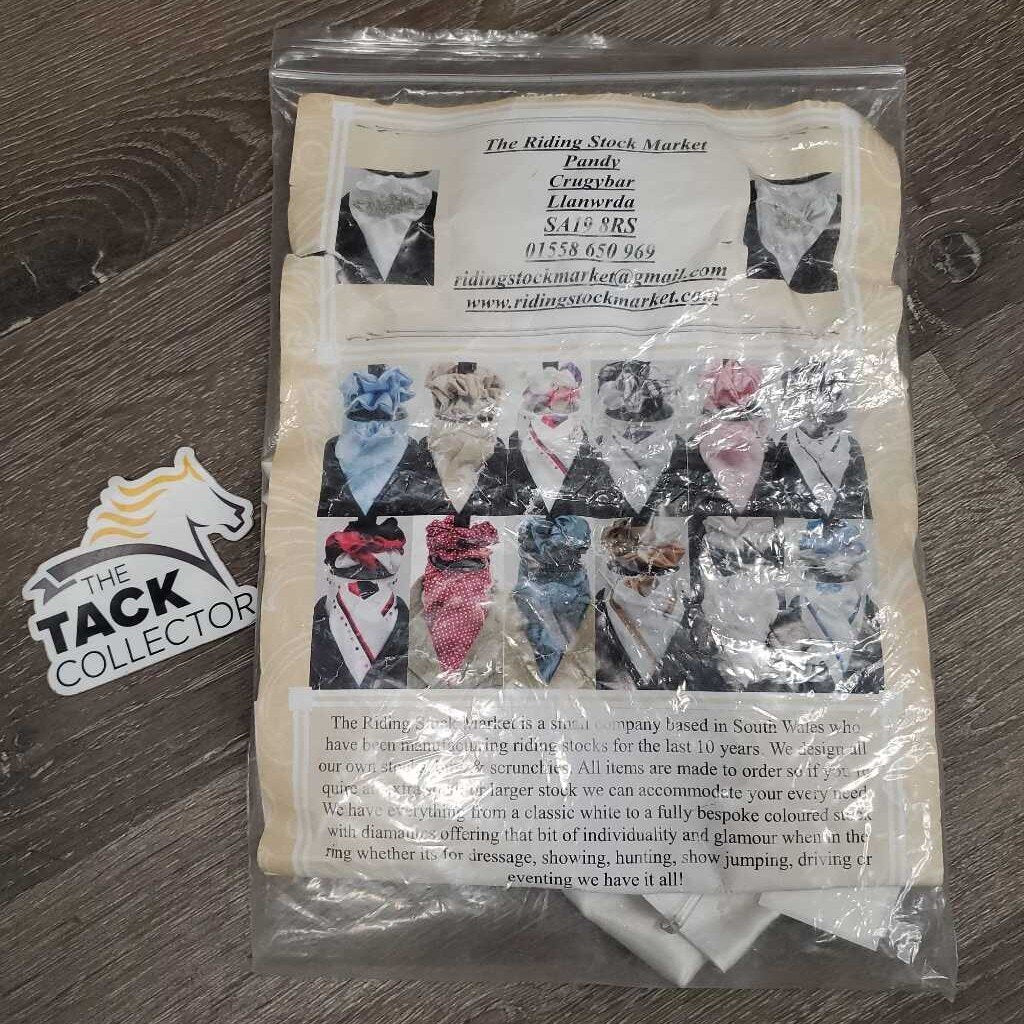 The Riding Stock Market
Pandy
Crugybar
Llanwrda
SA19 8RS
01558 650 969
ridingstockmarket@gmail.com
www.ridingstockmarket.com
THE
TACK
COLLECTOR
The Riding Stock Market is a small company based in South Wales who
have been manufacturing riding stocks for the last 10 years. We design all
our own & scrunchies. All items are made to order so if you re
quire an extra or larger stock we can accommodate your every need.
We have everything from a classic white to a fully bespoke coloured stock
with diamantes offering that bit of individuality and glamour when in the
ring whether its for dressage, showing, hunting, show jumping, driving or
eventing we have it all!